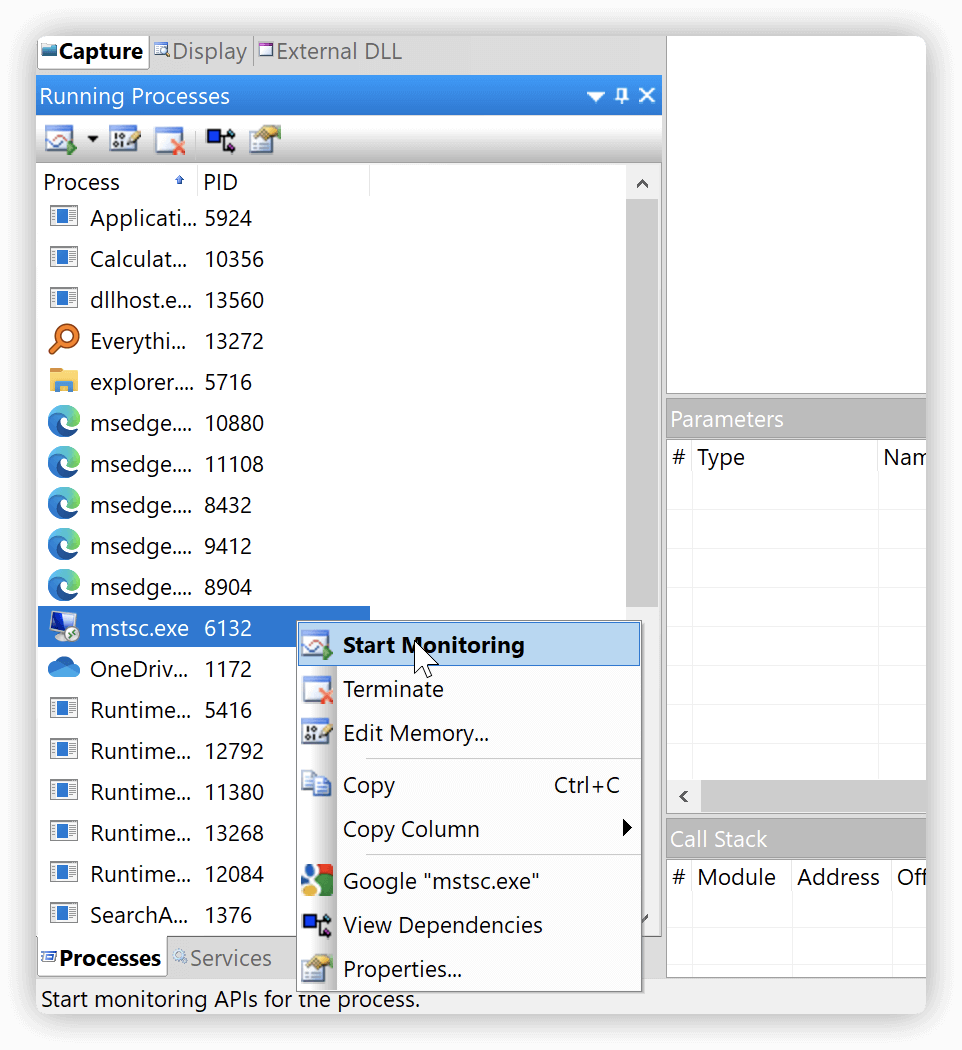 Capture Display External DLL
Running Processes
Process PID
Applicati... 5924
Calculat... 10356
dllhost.e... 13560
Everythi... 13272
explorer.... 5716
msedge.... 10880
msedge.... 11108
msedge.... 8432
msedge.... 9412
msedge.... 8904
mstsc.exe 6132
OneDriv... 1172
Runtime... 5416
Runtime... 12792
Runtime... 11380
Runtime... 13268
Runtime... 12084
SearchA... 1376
Start Monitoring
Terminate
Edit Memory...
Copy Ctrl+C
Copy Column
Google "mstsc.exe"
View Dependencies
Properties...
Processes Services
Start monitoring APIs for the process.
Parameters
# Type Nam
Call Stack
# Module Address Off